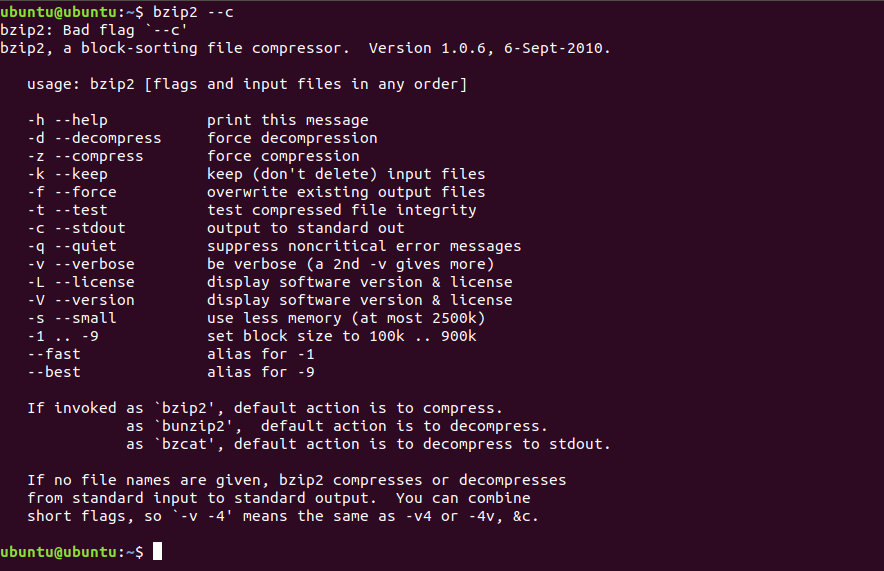 ubuntu@ubuntu:~$ bzip2 --c
bzip2: Bad flag `--c'
bzip2, a block-sorting file compressor.  Version 1.0.6, 6-Sept-2010.

   usage: bzip2 [flags and input files in any order]

   -h --help           print this message
   -d --decompress     force decompression
   -z --compress       force compression
   -k --keep           keep (don't delete) input files
   -f --force          overwrite existing output files
   -t --test           test compressed file integrity
   -c --stdout         output to standard out
   -q --quiet          suppress noncritical error messages
   -v --verbose        be verbose (a 2nd -v gives more)
   -L --license        display software version & license
   -V --version        display software version & license
   -s --small          use less memory (at most 2500k)
   -1 .. -9            set block size to 100k .. 900k
   --fast              alias for -1
   --best              alias for -9

   If invoked as `bzip2', default action is to compress.
              as `bunzip2',  default action is to decompress.
              as `bzcat', default action is to decompress to stdout.

   If no file names are given, bzip2 compresses or decompresses
   from standard input to standard output.  You can combine
   short flags, so `-v -4' means the same as -v4 or -4v, &c.

ubuntu@ubuntu:~$